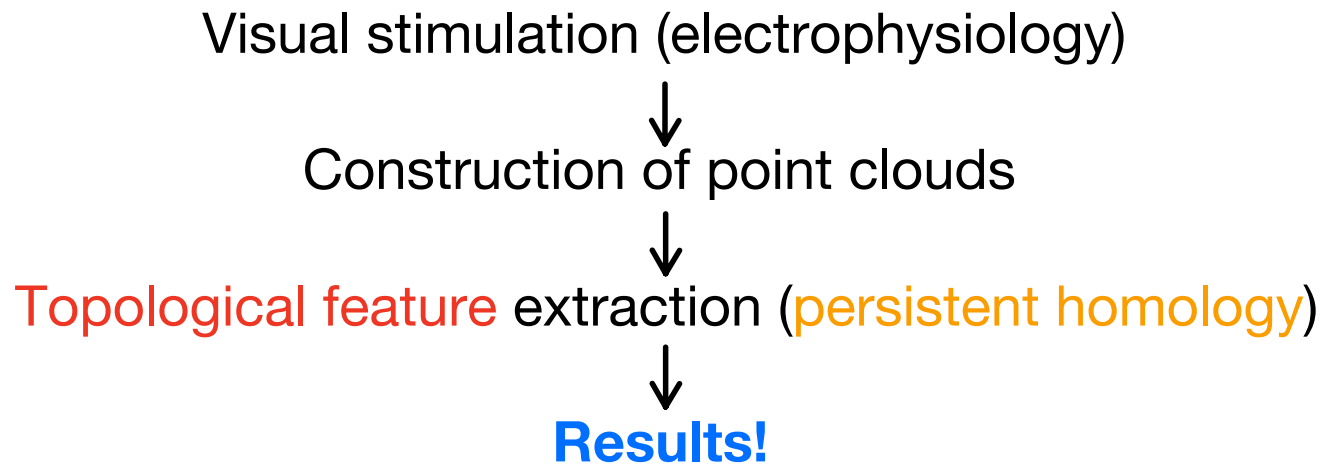 Visual stimulation (electrophysiology)
Construction of point clouds
Topological feature extraction (persistent homology)
Results!